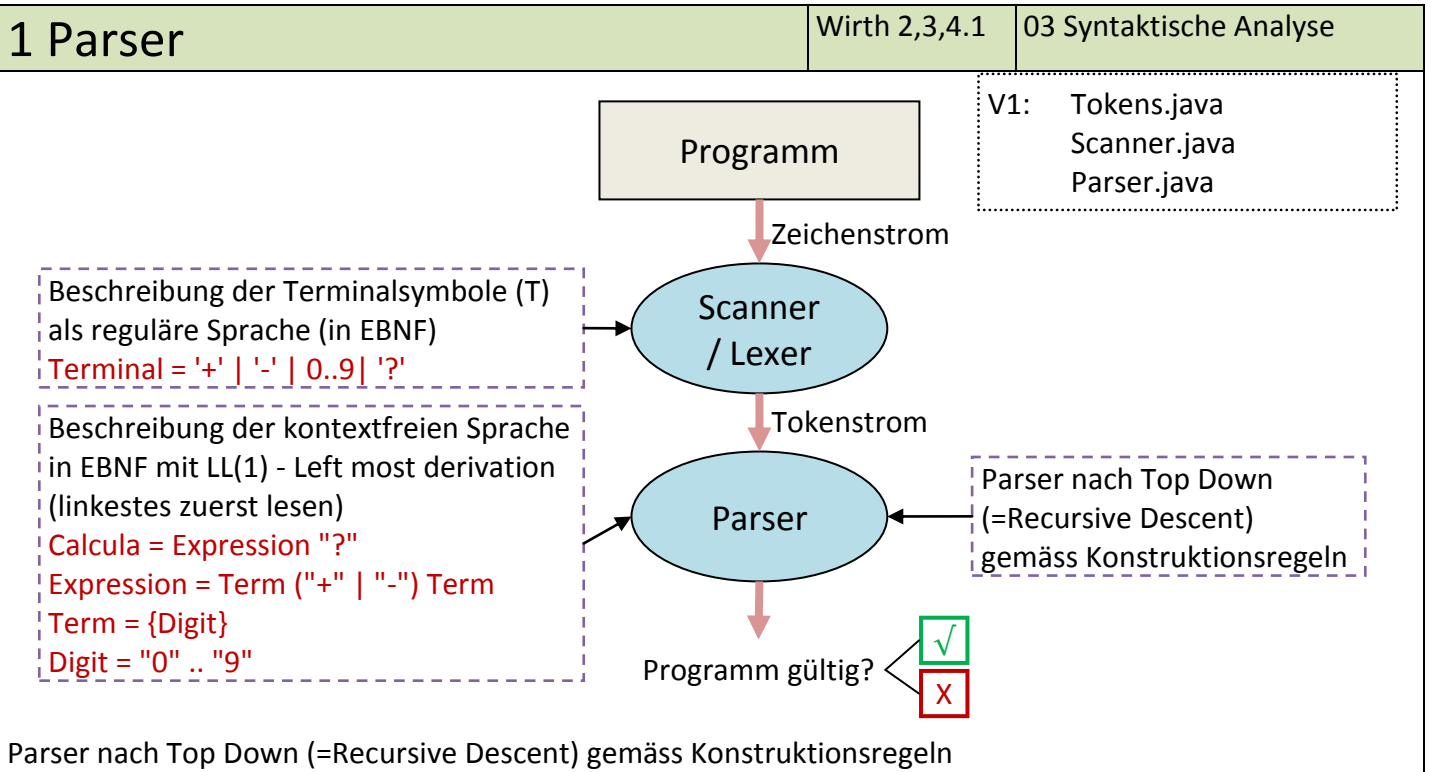 1 Parser
Wirth 2,3,4.1
03 Syntaktische Analyse
V1: Tokens.java
Scanner.java
Parser.java
Programm
Zeichenstrom
Beschreibung der Terminalsymbole (T)
als reguläre Sprache (in EBNF)
Terminal = '+' | '-' | 0..9| '?'
Scanner
/ Lexer
Tokenstrom
Beschreibung der kontextfreien Sprache
in EBNF mit LL(1) - Left most derivation
(linkestes zuerst lesen)
Calcula = Expression "?"
Expression = Term ("+" | "-") Term
Term = {Digit}
Digit = "0" .. "9"
Parser
Parser nach Top Down
(=Recursive Descent)
gemäss Konstruktionsregeln
Programm gültig?
√
X
Parser nach Top Down (=Recursive Descent) gemäss Konstruktionsregeln